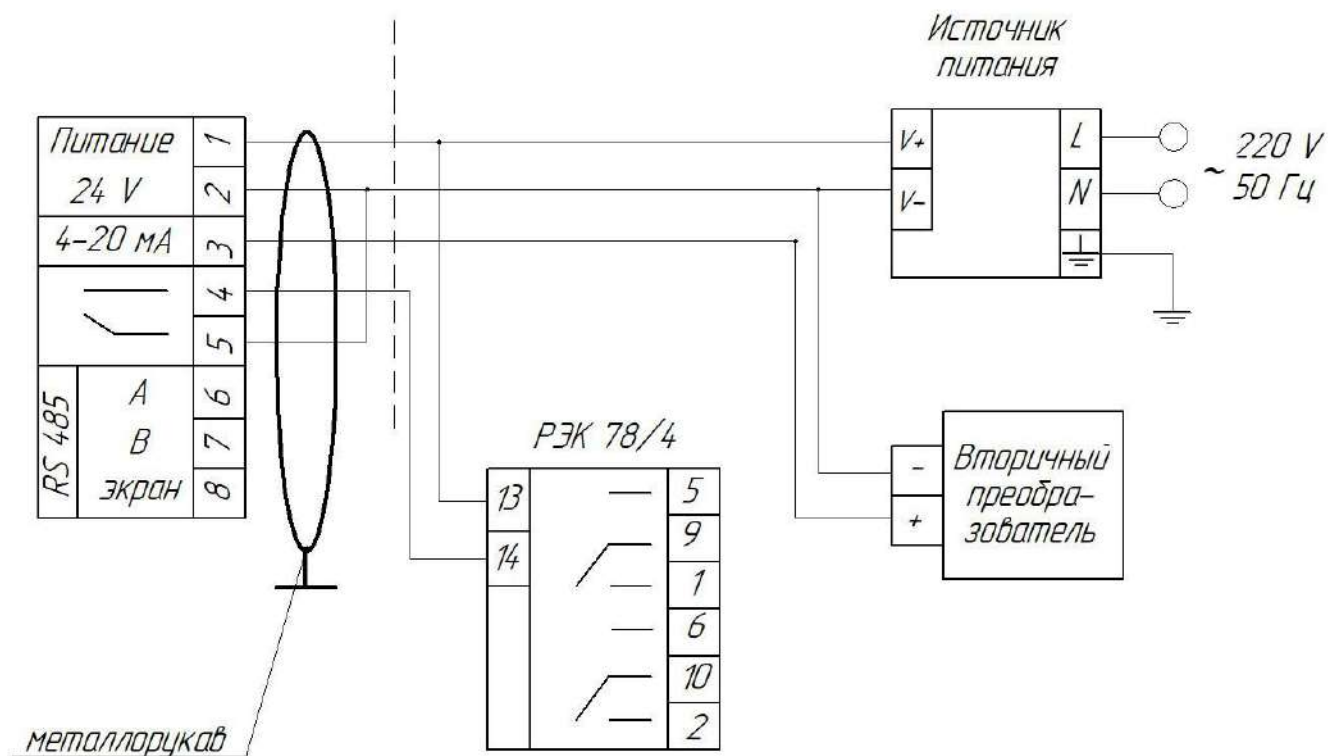 Источник
питания
Питание
24 V
1
2
4-20 мА
3
4
5
RS 485
A
B
экран
6
7
8
V+
V-
L
N
~ 220 V
50 Гц
РЭК 78/4
13
14
5
9
1
6
10
2
-
+
Вторичный
преобра-
зователь
металлорукав